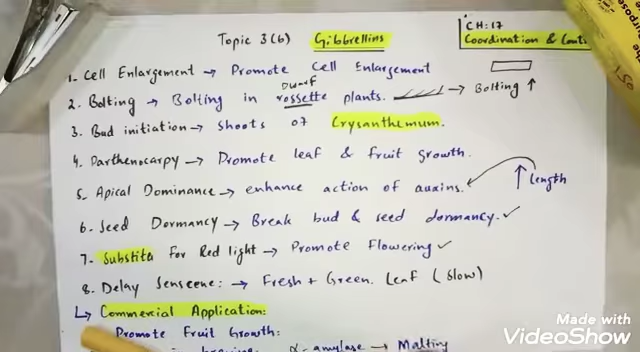 CH: 17
Topic 3(b) Gibbrellins
Coordination & Cont
1- Cell Enlargement → Promote Cell Enlargement
Dwarf
2. Bolting → Bolting in rossette plants. → Bolting ↑
3. Bud initiation → shoots of Crysanthemum.
4. Parthenocarpy → Promote leaf & fruit growth.
5. Apical Dominance → enhance action of auxins. ↑ length
6. Seed Dormancy → Break bud & seed dormancy. ✓
7- Substite For Red light → Promote Flowering ✓
8. Delay Senscene: → Fresh + Green. Leaf (Slow)
↳ Commercial Application:
Promote Fruit Growth:
α-amylase → Malting
Made with
VideoShow